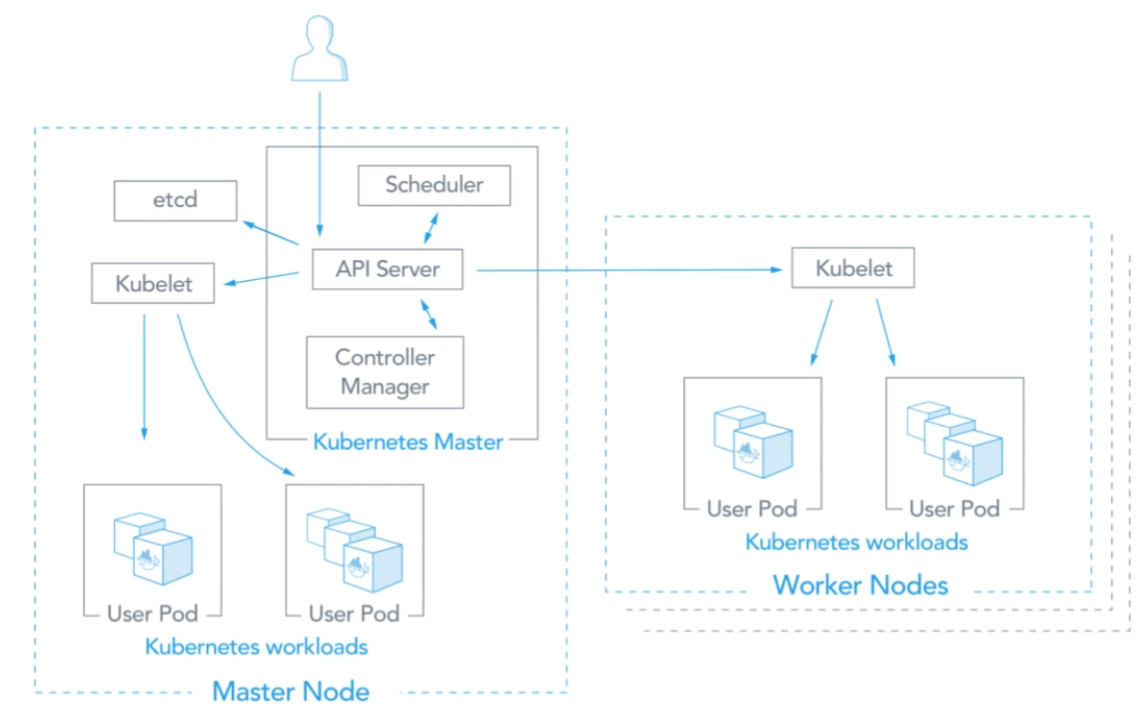 Scheduler
etcd
API Server
Kubelet
Controller
Manager
Kubernetes Master
User Pod
User Pod
Kubernetes workloads
Master Node
Kubelet
User Pod
User Pod
Kubernetes workloads
Worker Nodes